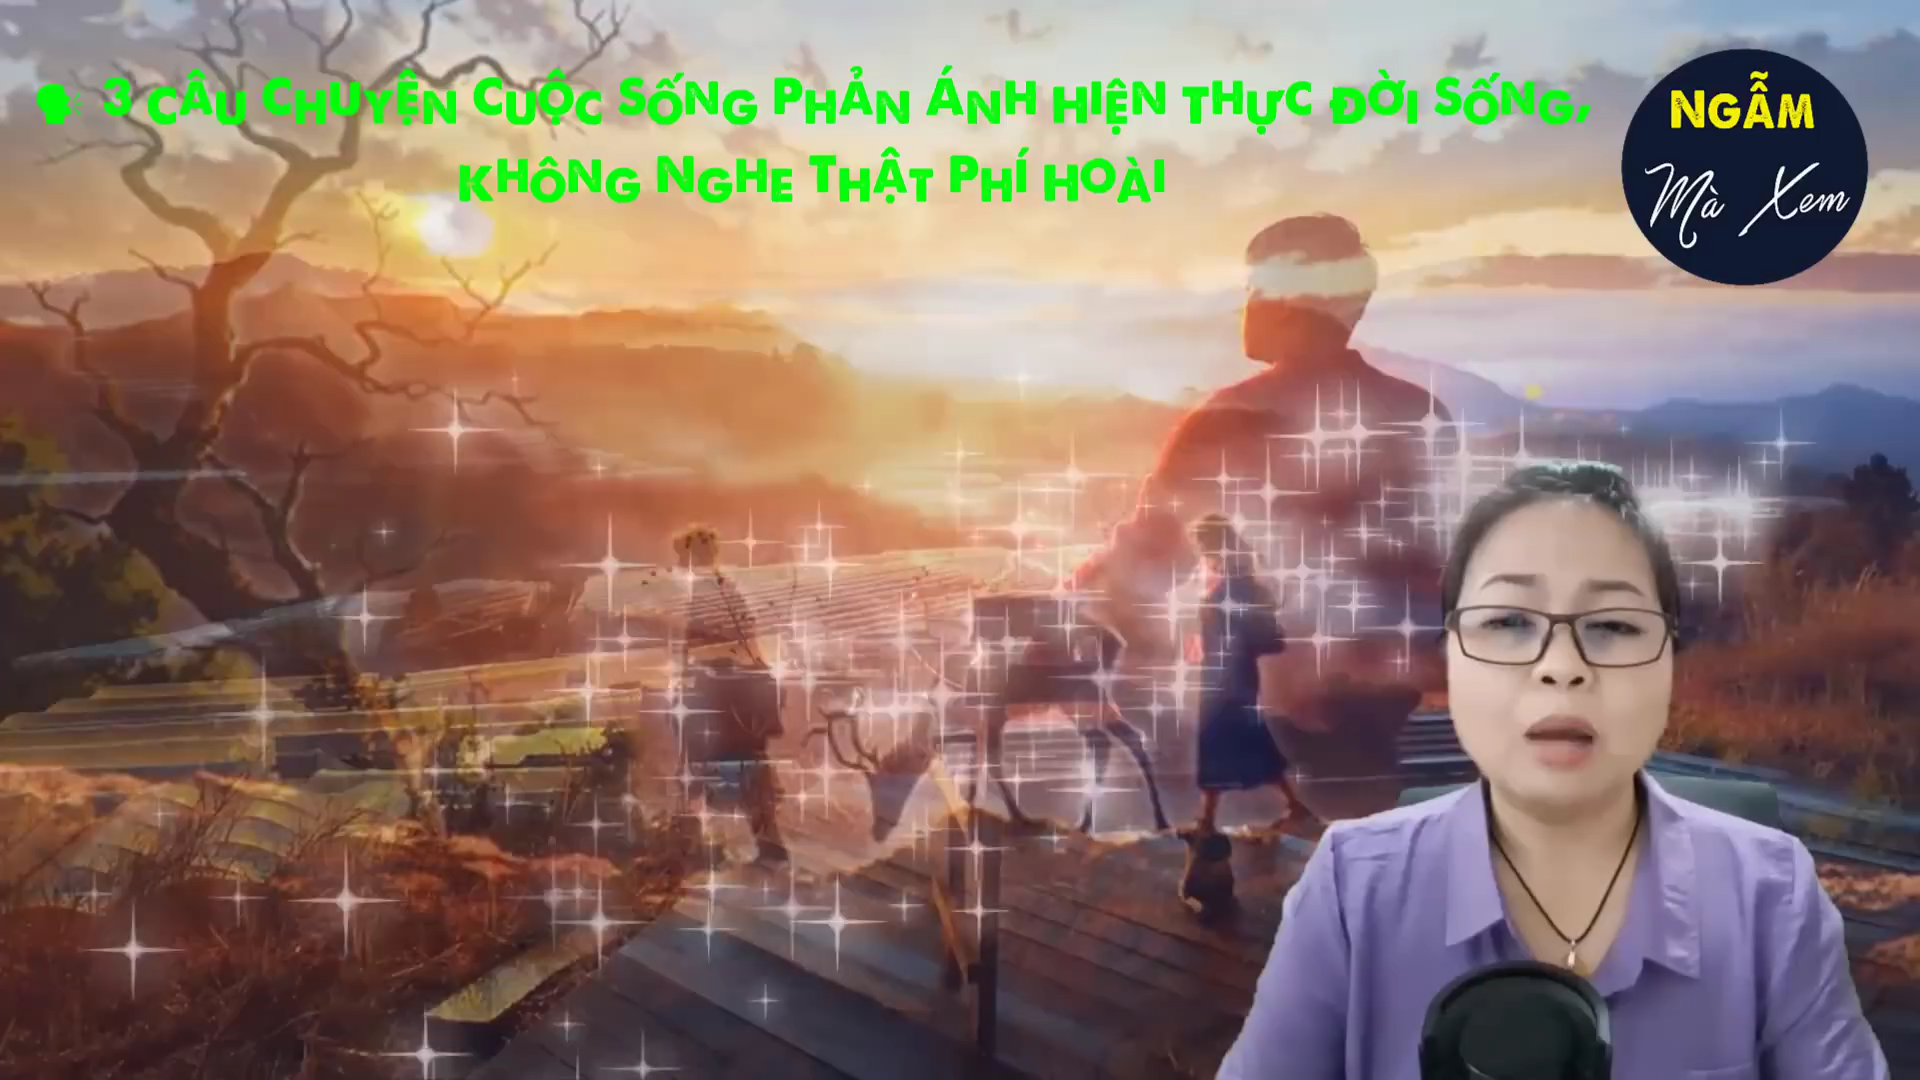 🗣 3 CÂU CHUYỆN CUỘC SỐNG PHẢN ÁNH HIỆN THỰC ĐỜI SỐNG,
KHÔNG NGHE THẬT PHÍ HOÀI
NGẪM
Mà Xem